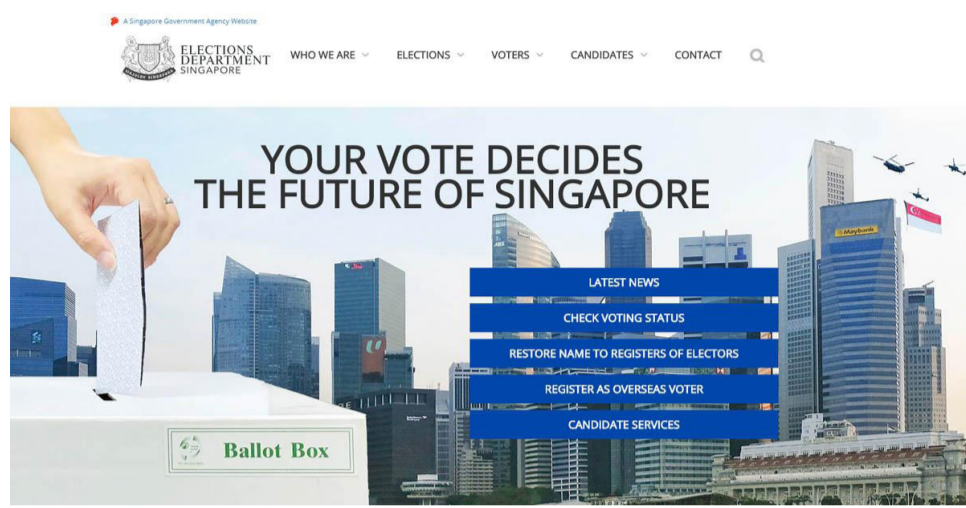 A Singapore Government Agency Website
ELECTIONS
DEPARTMENT
SINGAPORE
WHO WE ARE
ELECTIONS
VOTERS
CANDIDATES
CONTACT
YOUR VOTE DECIDES
THE FUTURE OF SINGAPORE
Maybank
LATEST NEWS
CHECK VOTING STATUS
RESTORE NAME TO REGISTERS OF ELECTORS
REGISTER AS OVERSEAS VOTER
CANDIDATE SERVICES
Ballot Box